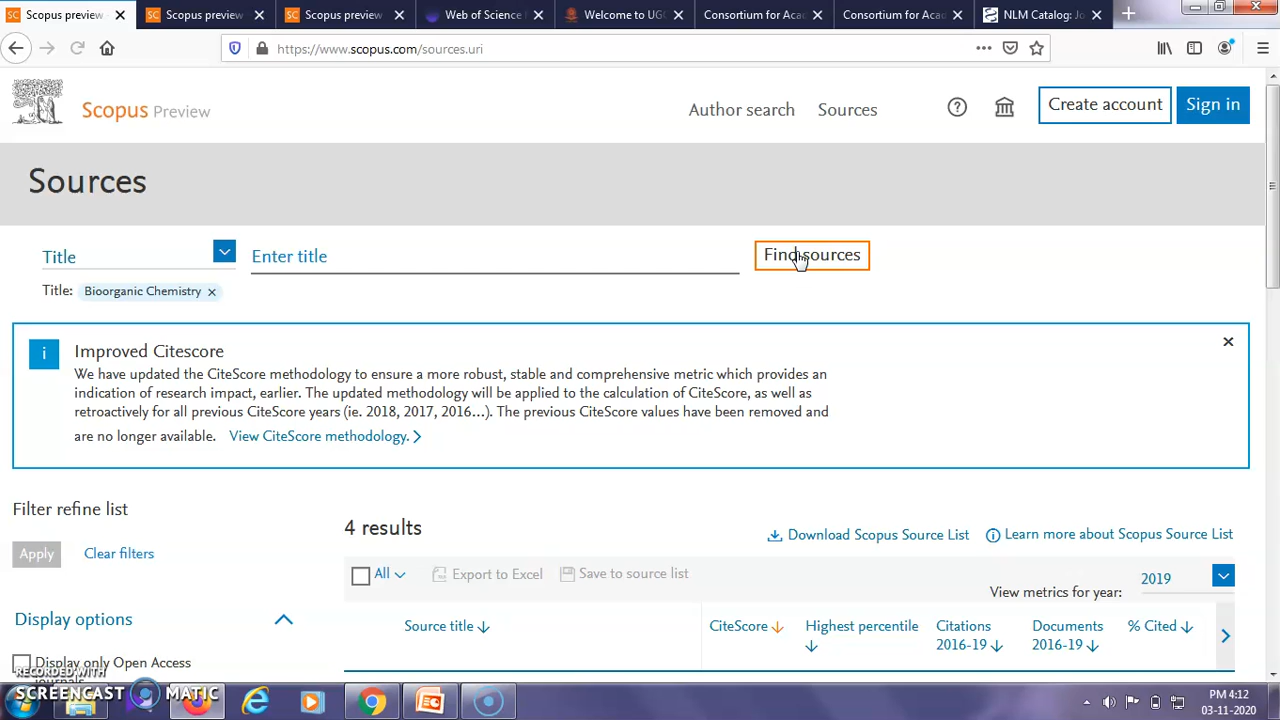 Scopus preview -
Scopus preview
Scopus preview
Web of Science
Welcome to UGC
Consortium for Aca
Consortium for Aca
NLM Catalog: Jo
https://www.scopus.com/sources.uri
Scopus Preview
Author search
Sources
Create account
Sign in
Sources
Title
Enter title
Find sources
Title: Bioorganic Chemistry ×
i
Improved Citescore
We have updated the CiteScore methodology to ensure a more robust, stable and comprehensive metric which provides an
indication of research impact, earlier. The updated methodology will be applied to the calculation of CiteScore, as well as
retroactively for all previous CiteScore years (ie. 2018, 2017, 2016...). The previous CiteScore values have been removed and
are no longer available. View CiteScore methodology. >
Filter refine list
Apply
Clear filters
Display options
Display only Open Access
journals
4 results
Download Scopus Source List
Learn more about Scopus Source List
All
Export to Excel
Save to source list
View metrics for year:
2019
Source title ↓
CiteScore ↓
Highest percentile ↓
Citations
2016-19 ↓
Documents
2016-19 ↓
% Cited ↓
RECORDED WITH
SCREENCAST MATIC
PM 4:12
03-11-2020